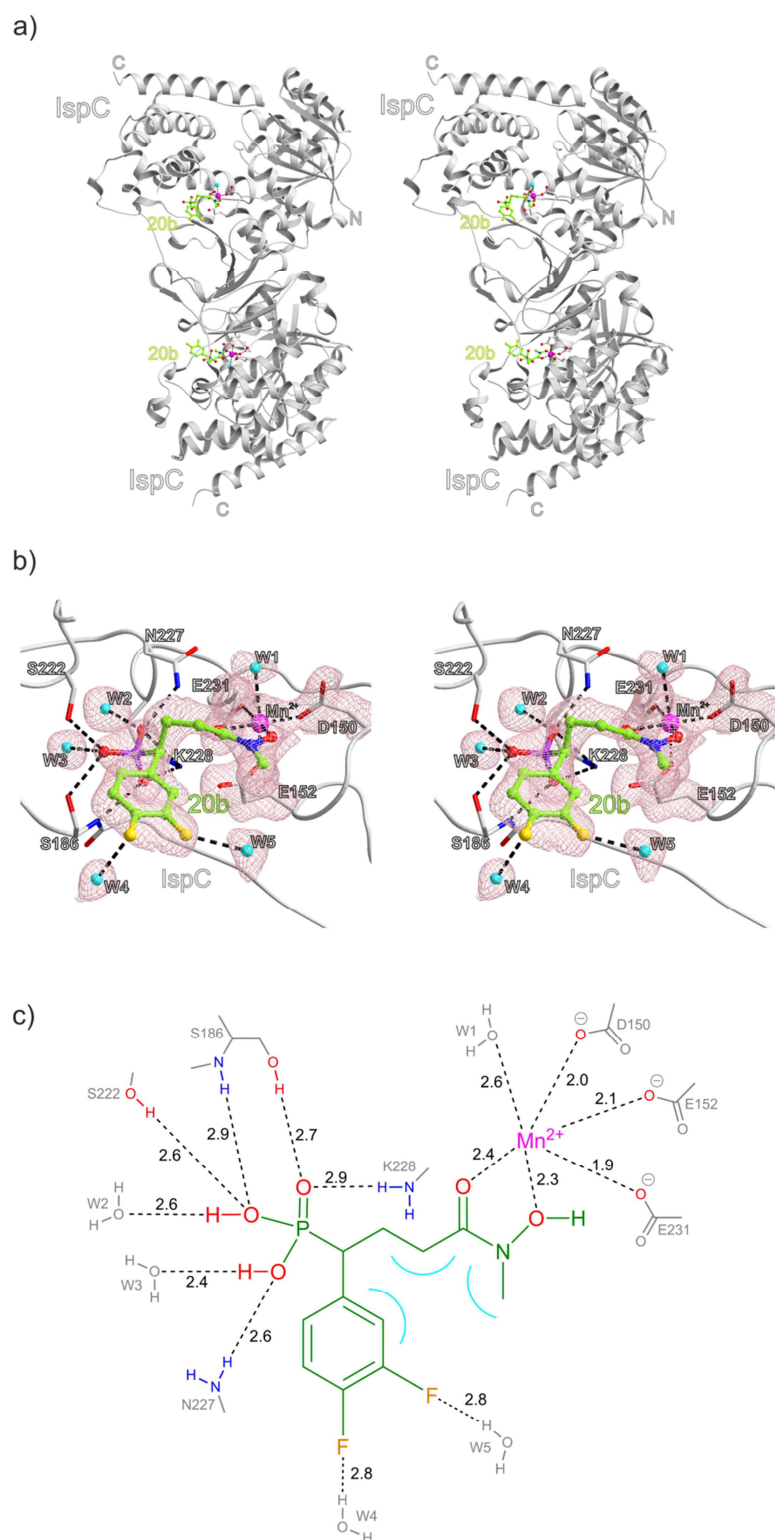 a)
C C
IspC IspC
20b N 20b N
20b 20b
IspC IspC
C C
b)
N227 N227
S222 W1 S222 W1
W2 E231 W2 E231
Mn²⁺ Mn²⁺
D150 D150
W3 K228 W3 K228
E152 E152
20b 20b
S186 W5 S186 W5
W4 IspC W4 IspC
c)
S186 W1 H O H ⊖ O D150 O
N H O H
S222 O H 2.6 2.0 ⊖ O E152 O
2.9 2.7 2.1
Mn²⁺
2.6 2.9 K228 2.4 1.9
O H N H O 2.3 ⊖ O E231 O
W2 H O H 2.6 H O P O H
N
W3 H O H 2.4 H O
2.6
H N H
N227
F 2.8
H O H W5
F
2.8
H O H W4